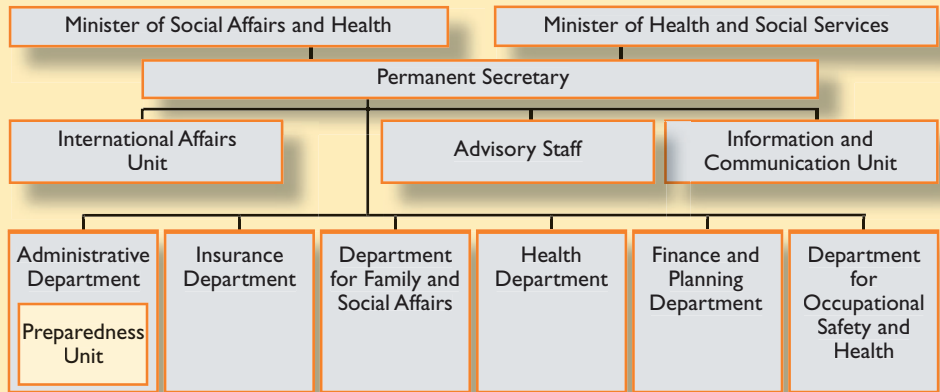 Minister of Social Affairs and Health
Minister of Health and Social Services
Permanent Secretary
International Affairs
Unit
Advisory Staff
Information and
Communication Unit
Administrative
Department
Preparedness
Unit
Insurance
Department
Department
for Family and
Social Affairs
Health
Department
Finance and
Planning
Department
Department
for
Occupational
Safety and
Health